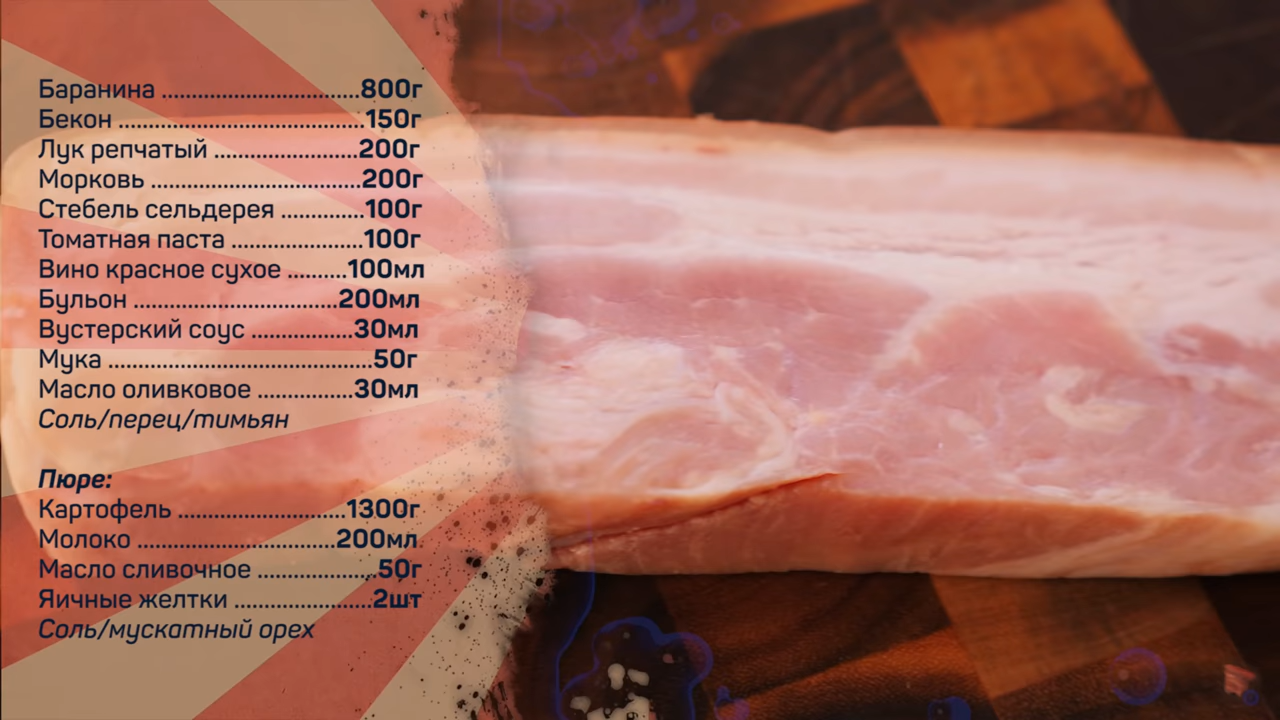 Баранина ..............................800г
Бекон ......................................150г
Лук репчатый ......................200г
Морковь ................................200г
Стебель сельдерея .............100г
Томатная паста ....................100г
Вино красное сухое .........100мл
Бульон ...............................200мл
Вустерский соус ................30мл
Мука ........................................50г
Масло оливковое ...............30мл
Соль/перец/тимьян
Пюре:
Картофель ..........................1300г
Молоко ..............................200мл
Масло сливочное ..................50г
Яичные желтки .....................2шт
Соль/мускатный орех